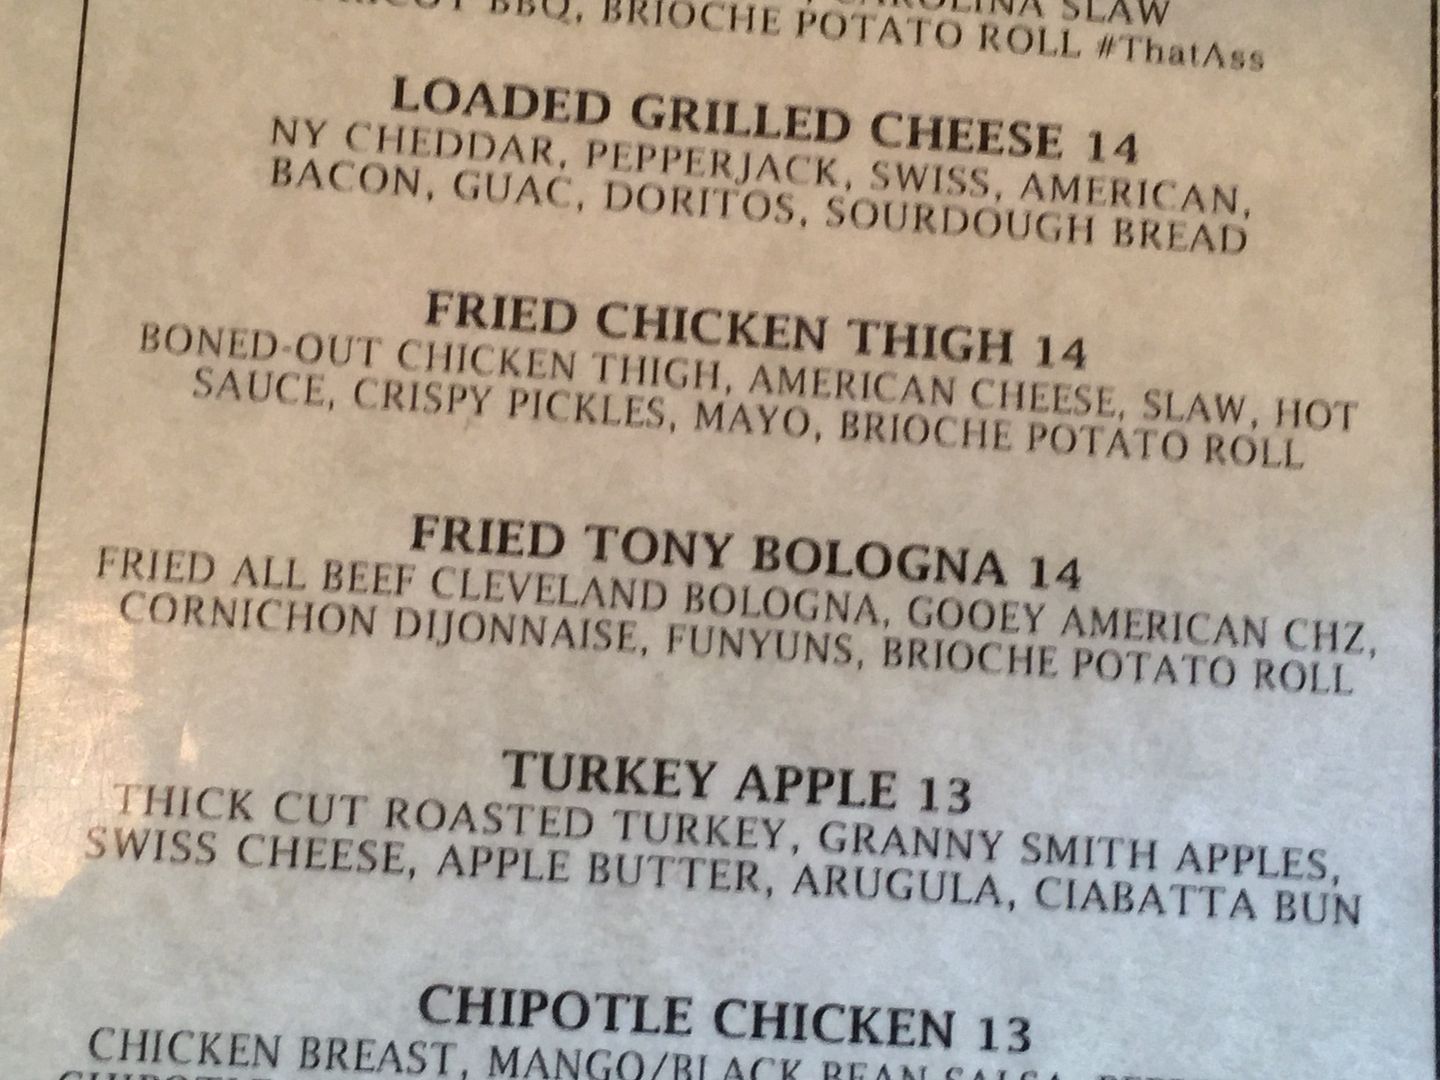 CAROLINA SLAW
BBQ, BRIOCHE POTATO ROLL #ThatAss
LOADED GRILLED CHEESE 14
NY CHEDDAR, PEPPERJACK, SWISS, AMERICAN,
BACON, GUAC, DORITOS, SOURDOUGH BREAD
FRIED CHICKEN THIGH 14
BONED-OUT CHICKEN THIGH, AMERICAN CHEESE, SLAW, HOT
SAUCE, CRISPY PICKLES, MAYO, BRIOCHE POTATO ROLL
FRIED TONY BOLOGNA 14
FRIED ALL BEEF CLEVELAND BOLOGNA, GOOEY AMERICAN CHZ,
CORNICHON DIJONNAISE, FUNYUNS, BRIOCHE POTATO ROLL
TURKEY APPLE 13
THICK CUT ROASTED TURKEY, GRANNY SMITH APPLES,
SWISS CHEESE, APPLE BUTTER, ARUGULA, CIABATTA BUN
CHIPOTLE CHICKEN 13
CHICKEN BREAST, MANGO/BLACK BEAN SALSA,
CHIPOTLE